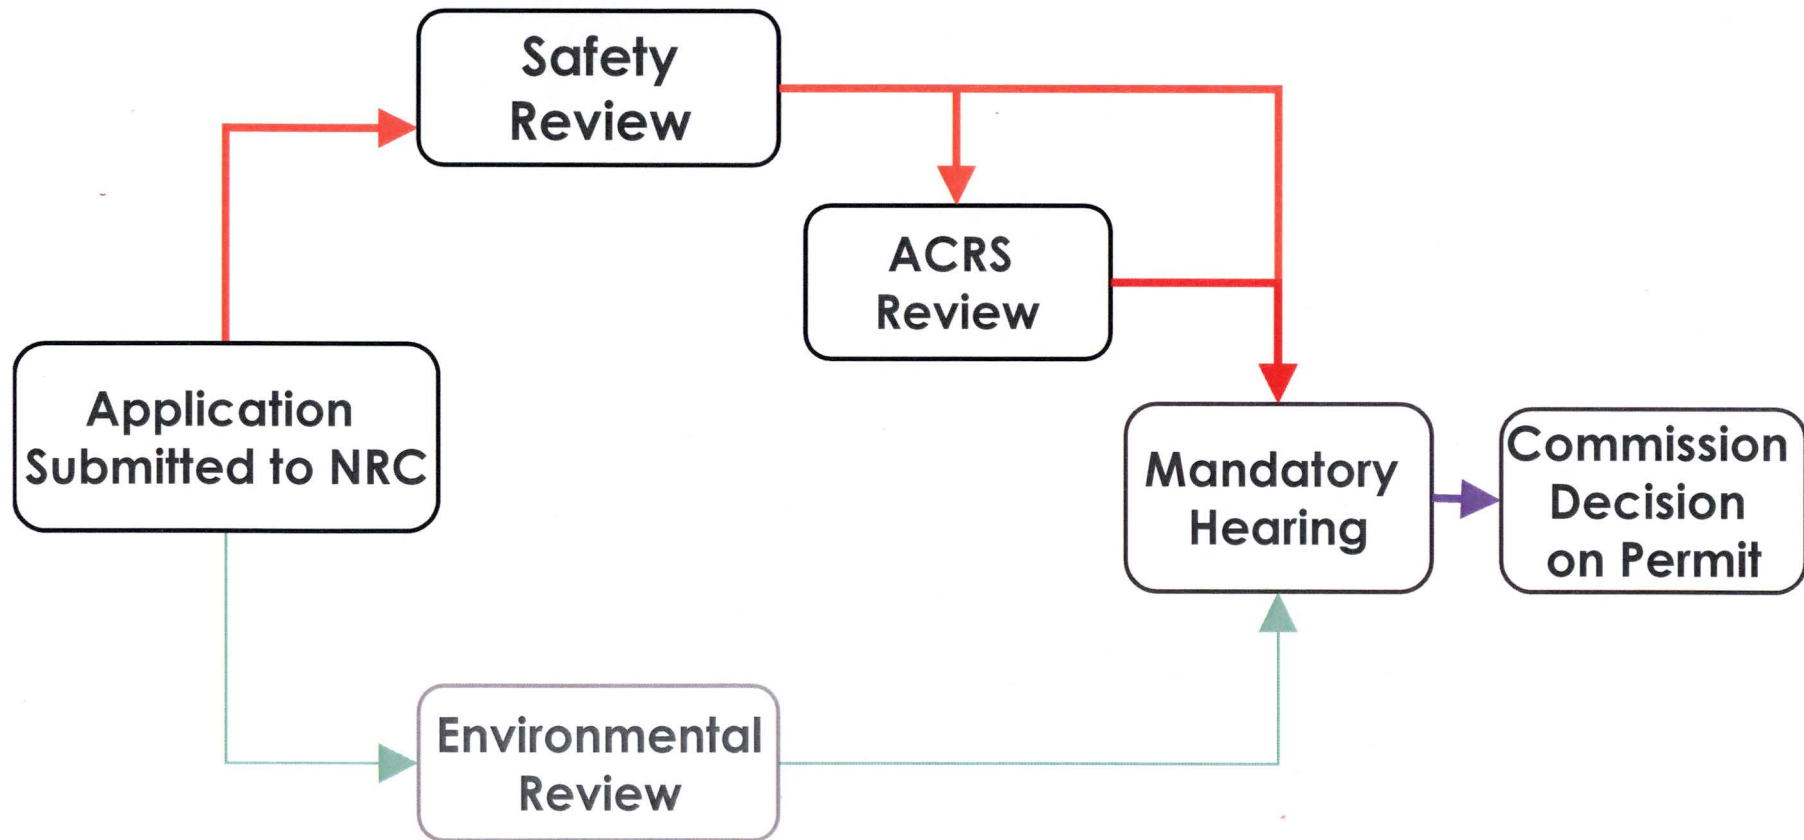 Safety
Review
ACRS
Review
Application
Submitted to NRC
Mandatory
Hearing
Commission
Decision
on Permit
Environmental
Review